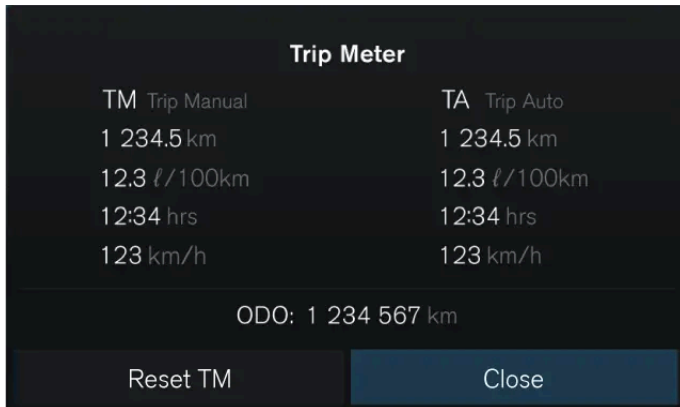 Trip Meter
TM Trip Manual
1 234.5 km
12.3 ℓ/100km
12:34 hrs
123 km/h
TA Trip Auto
1 234.5 km
12.3 ℓ/100km
12:34 hrs
123 km/h
ODO: 1 234 567 km
Reset TM
Close